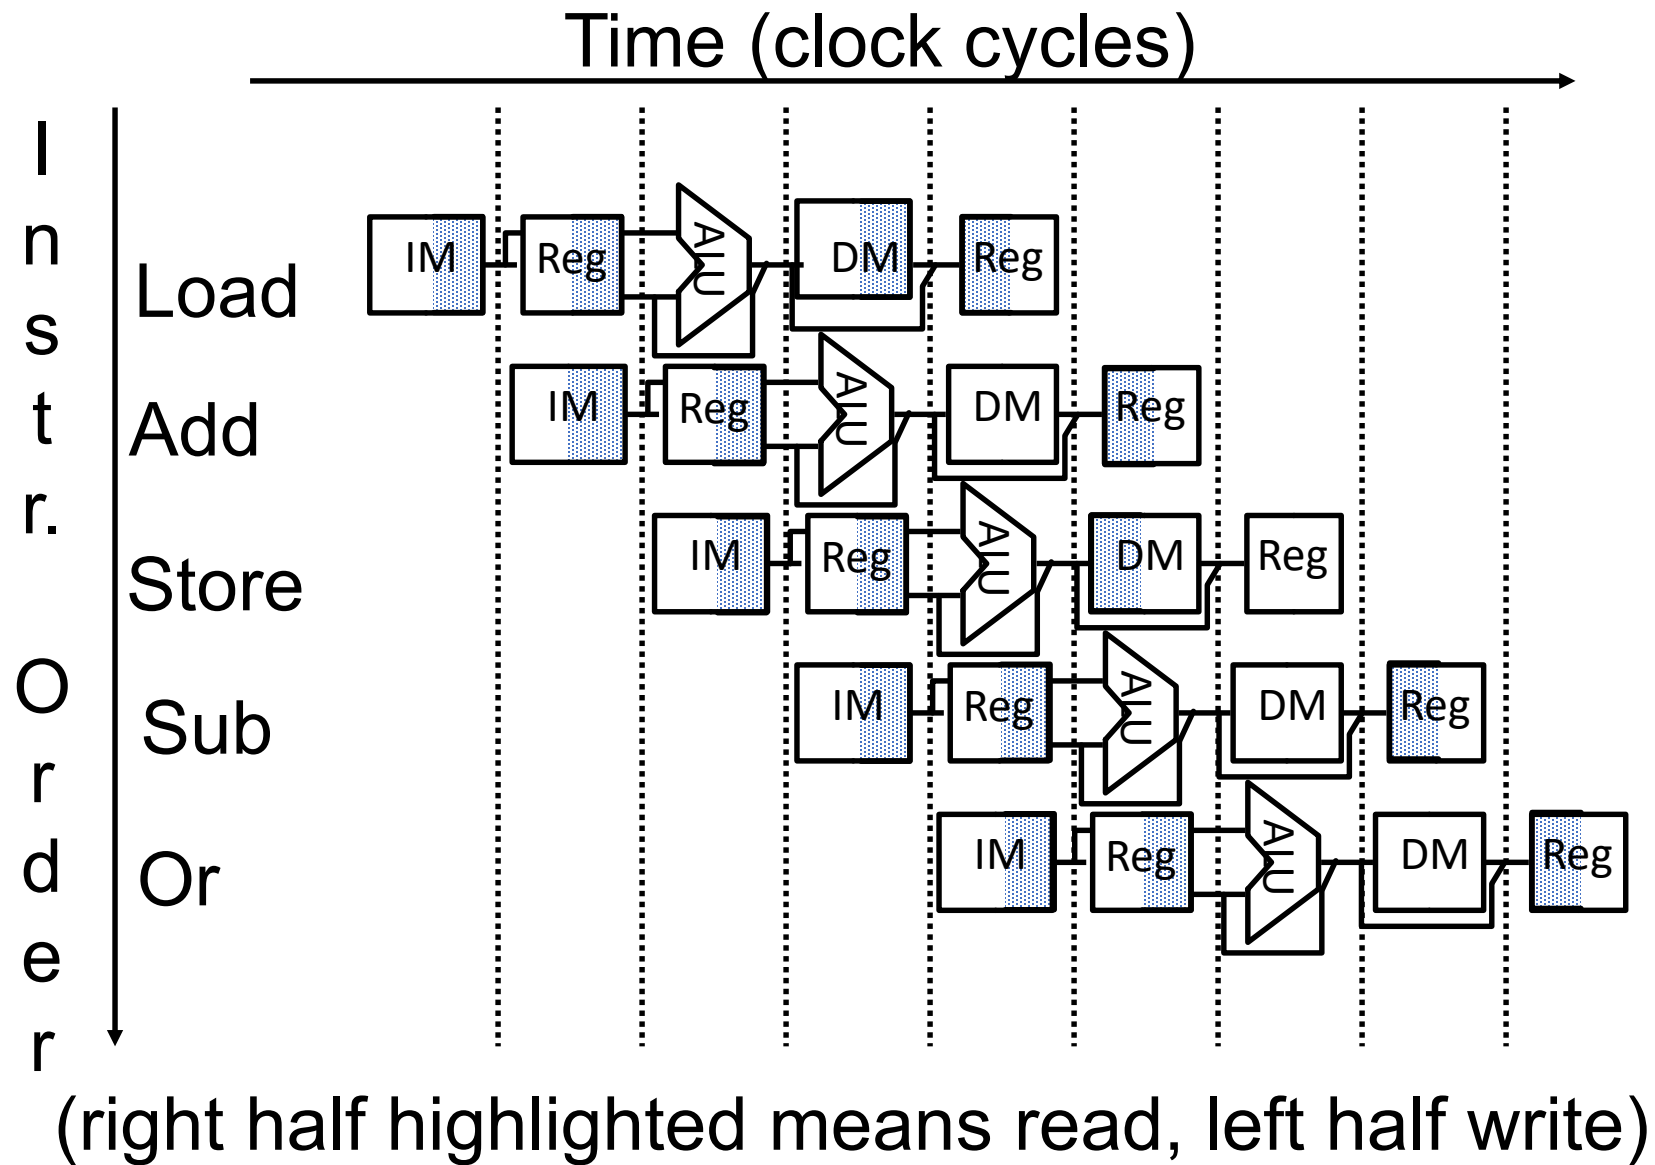 Time (clock cycles)
Instr. Order
Load
IM Reg ALU DM Reg
Add
IM Reg ALU DM Reg
Store
IM Reg ALU DM Reg
Sub
IM Reg ALU DM Reg
Or
IM Reg ALU DM Reg
(right half highlighted means read, left half write)